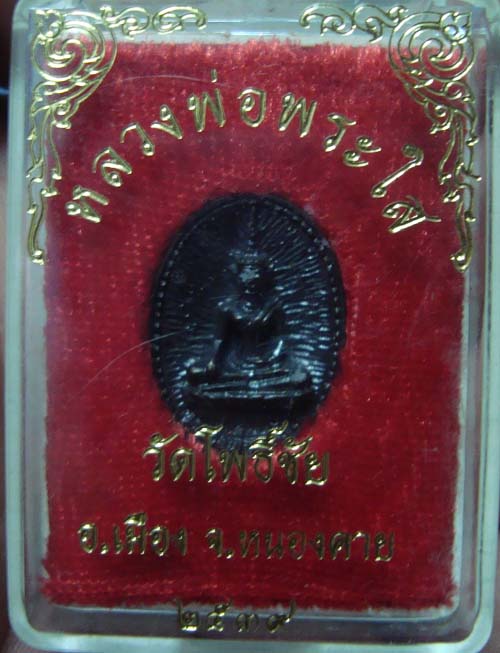 หลวงพ่อพระใส
วัดโพธิ์ชัย
อ.เมือง จ.หนองคาย
๒๕๓๙